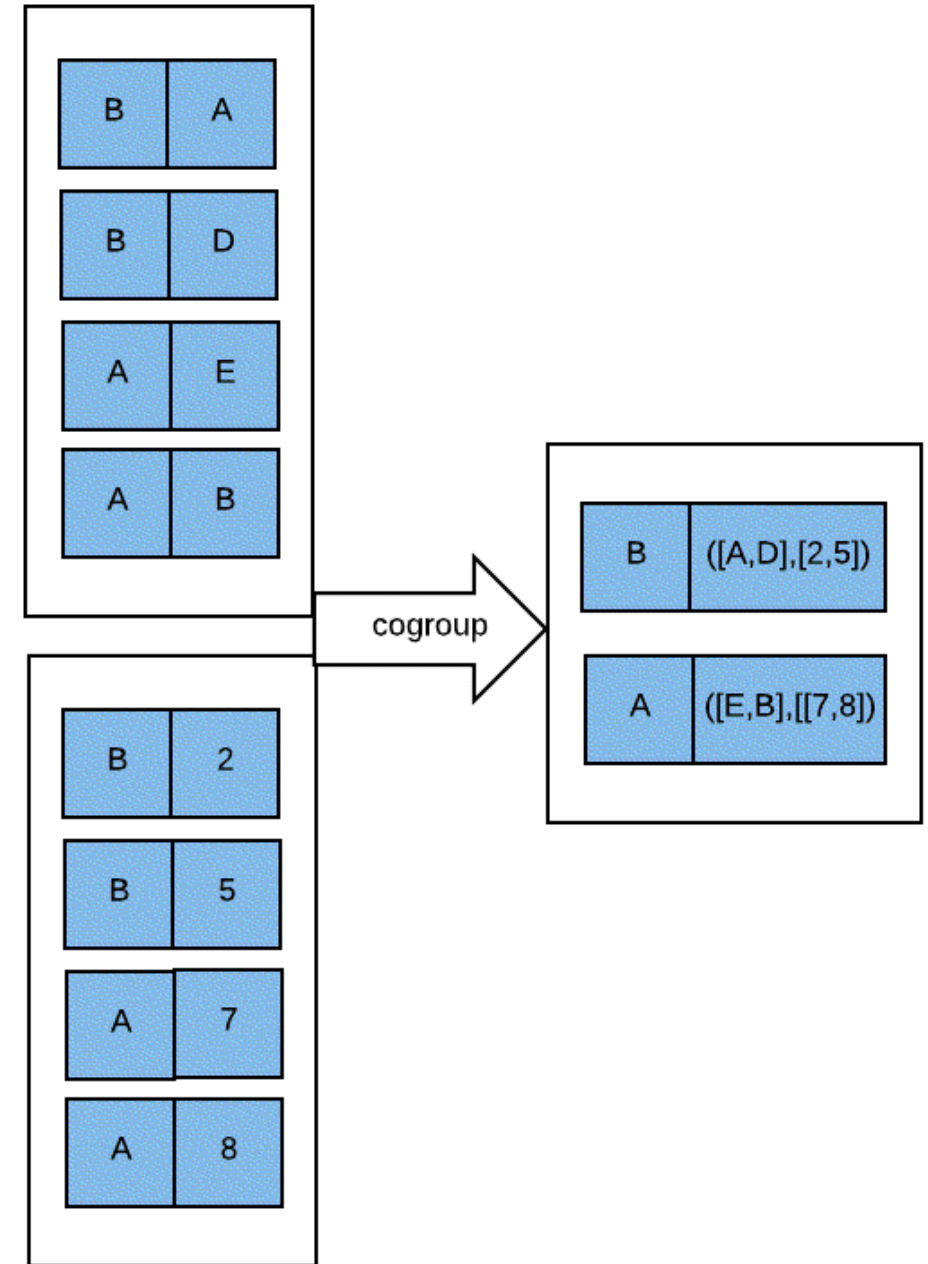 B A
B D
A E
A B
cogroup
B ([A,D],[2,5])
A ([E,B],[[7,8])
B 2
B 5
A 7
A 8